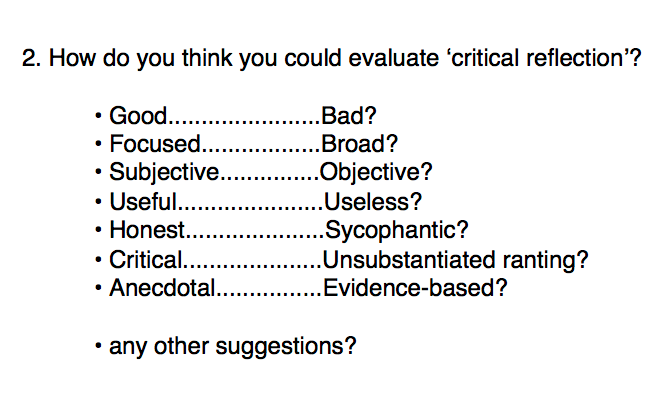 2. How do you think you could evaluate ‘critical reflection’?
• Good.......................Bad?
• Focused..................Broad?
• Subjective...............Objective?
• Useful......................Useless?
• Honest.....................Sycophantic?
• Critical.....................Unsubstantiated ranting?
• Anecdotal................Evidence-based?
• any other suggestions?